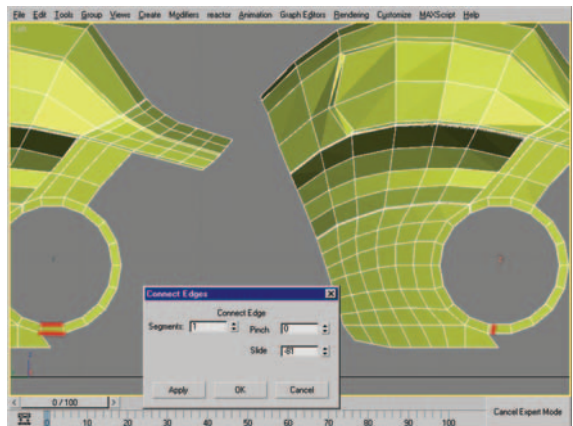 File Edit Tools Group Views Create Modifiers reactor Animation Graph Editors Rendering Customize MAXScript Help
Connect Edges
Connect Edge
Segments: 1 Pinch 0
Slide -81
Apply OK Cancel
< 0 / 100 >
0 10 20 30 40 50 60 70 80 90 100
Cancel Expert Mode